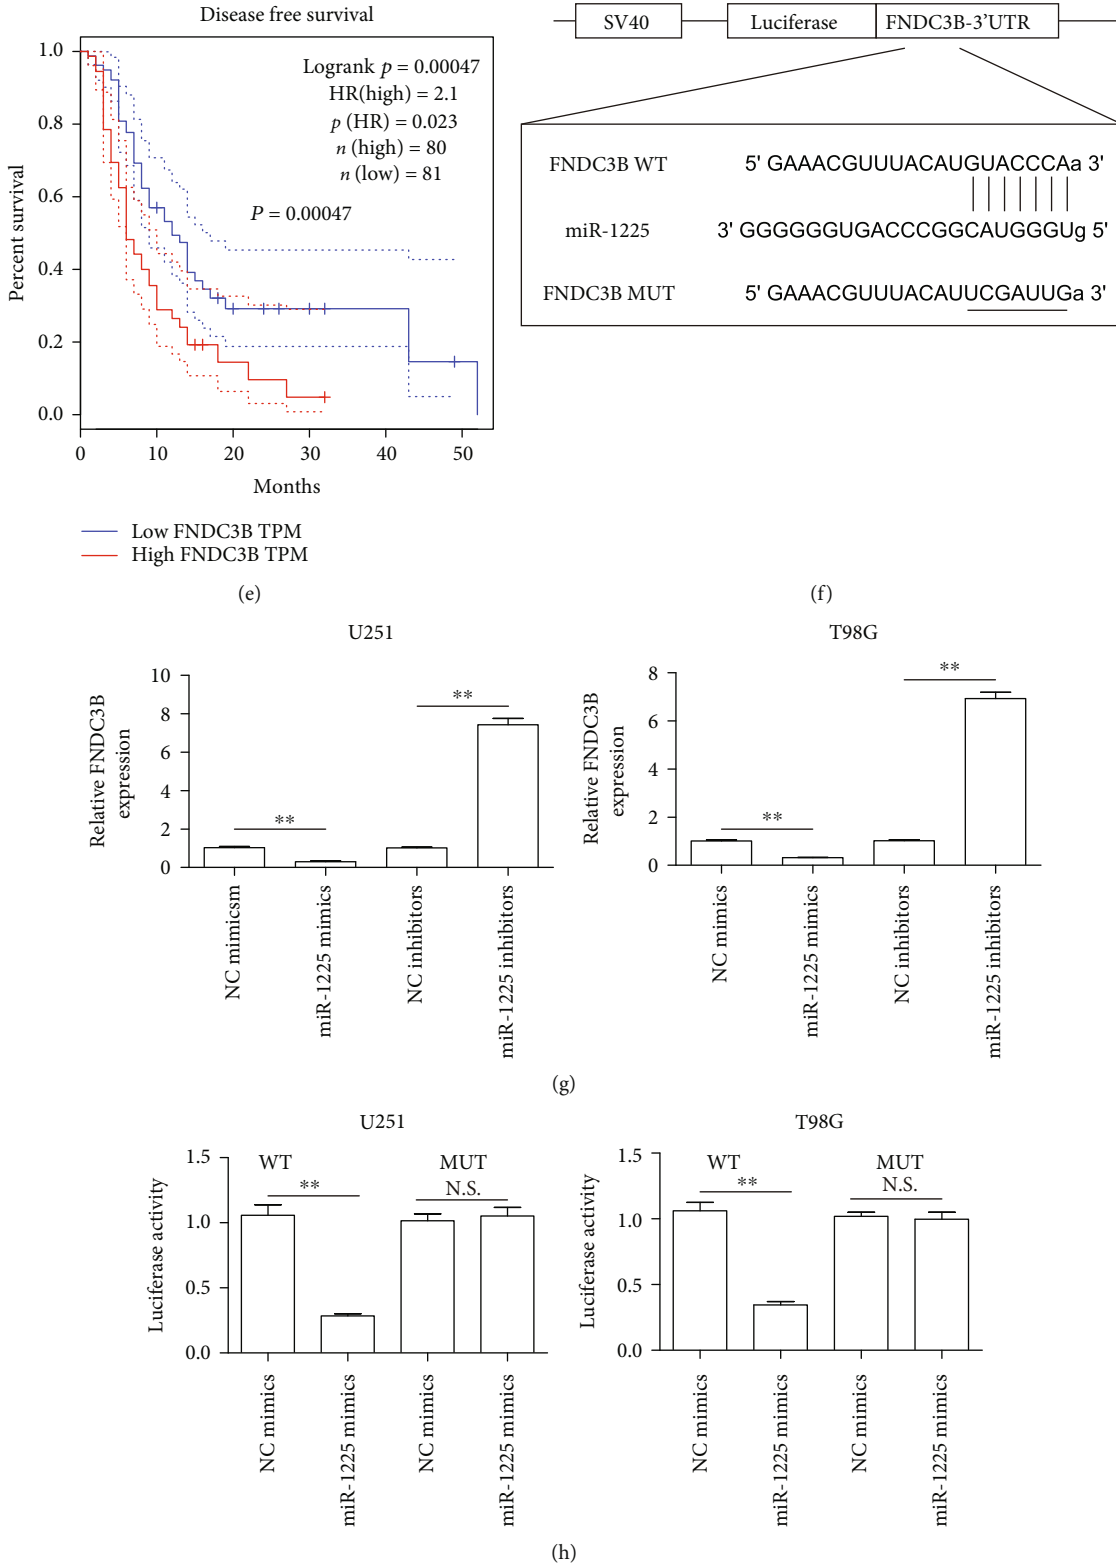 Disease free survival
Percent survival
1.0
0.8
0.6
0.4
0.2
0.0
Logrank p = 0.00047
HR(high) = 2.1
p (HR) = 0.023
n (high) = 80
n (low) = 81
P = 0.00047
0 10 20 30 40 50
Months
Low FNDC3B TPM
High FNDC3B TPM
(e)
SV40 Luciferase FNDC3B-3'UTR
FNDC3B WT 5' GAAACGUUUACAUGUACCCAa 3'
miR-1225 3' GGGGGGUGACCCGGCAUGGGUg 5'
FNDC3B MUT 5' GAAACGUUUACAUUCGAUUGa 3'
(f)
U251
Relative FNDC3B
expression
10
8
6
4
2
0
**
**
NC mimicsm
miR-1225 mimics
NC inhibitors
miR-1225 inhibitors
T98G
Relative FNDC3B
expression
8
6
4
2
0
**
**
NC mimics
miR-1225 mimics
NC inhibitors
miR-1225 inhibitors
(g)
U251
Luciferase activity
1.5
1.0
0.5
0.0
WT
**
MUT
N.S.
NC mimics
miR-1225 mimics
NC mimics
miR-1225 mimics
T98G
Luciferase activity
1.5
1.0
0.5
0.0
WT
**
MUT
N.S.
NC mimics
miR-1225 mimics
NC mimics
miR-1225 mimics
(h)